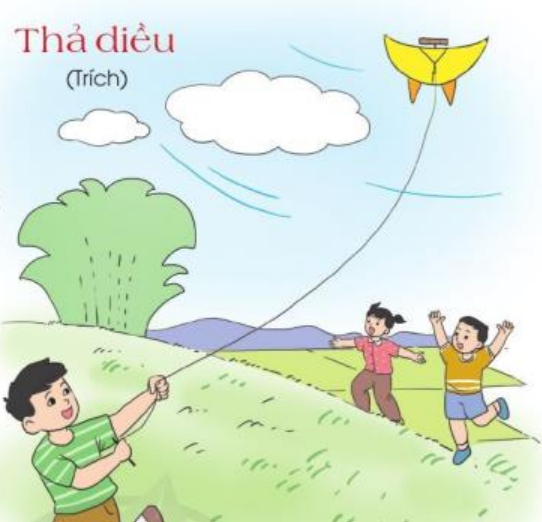 Thả diều
(Trích)